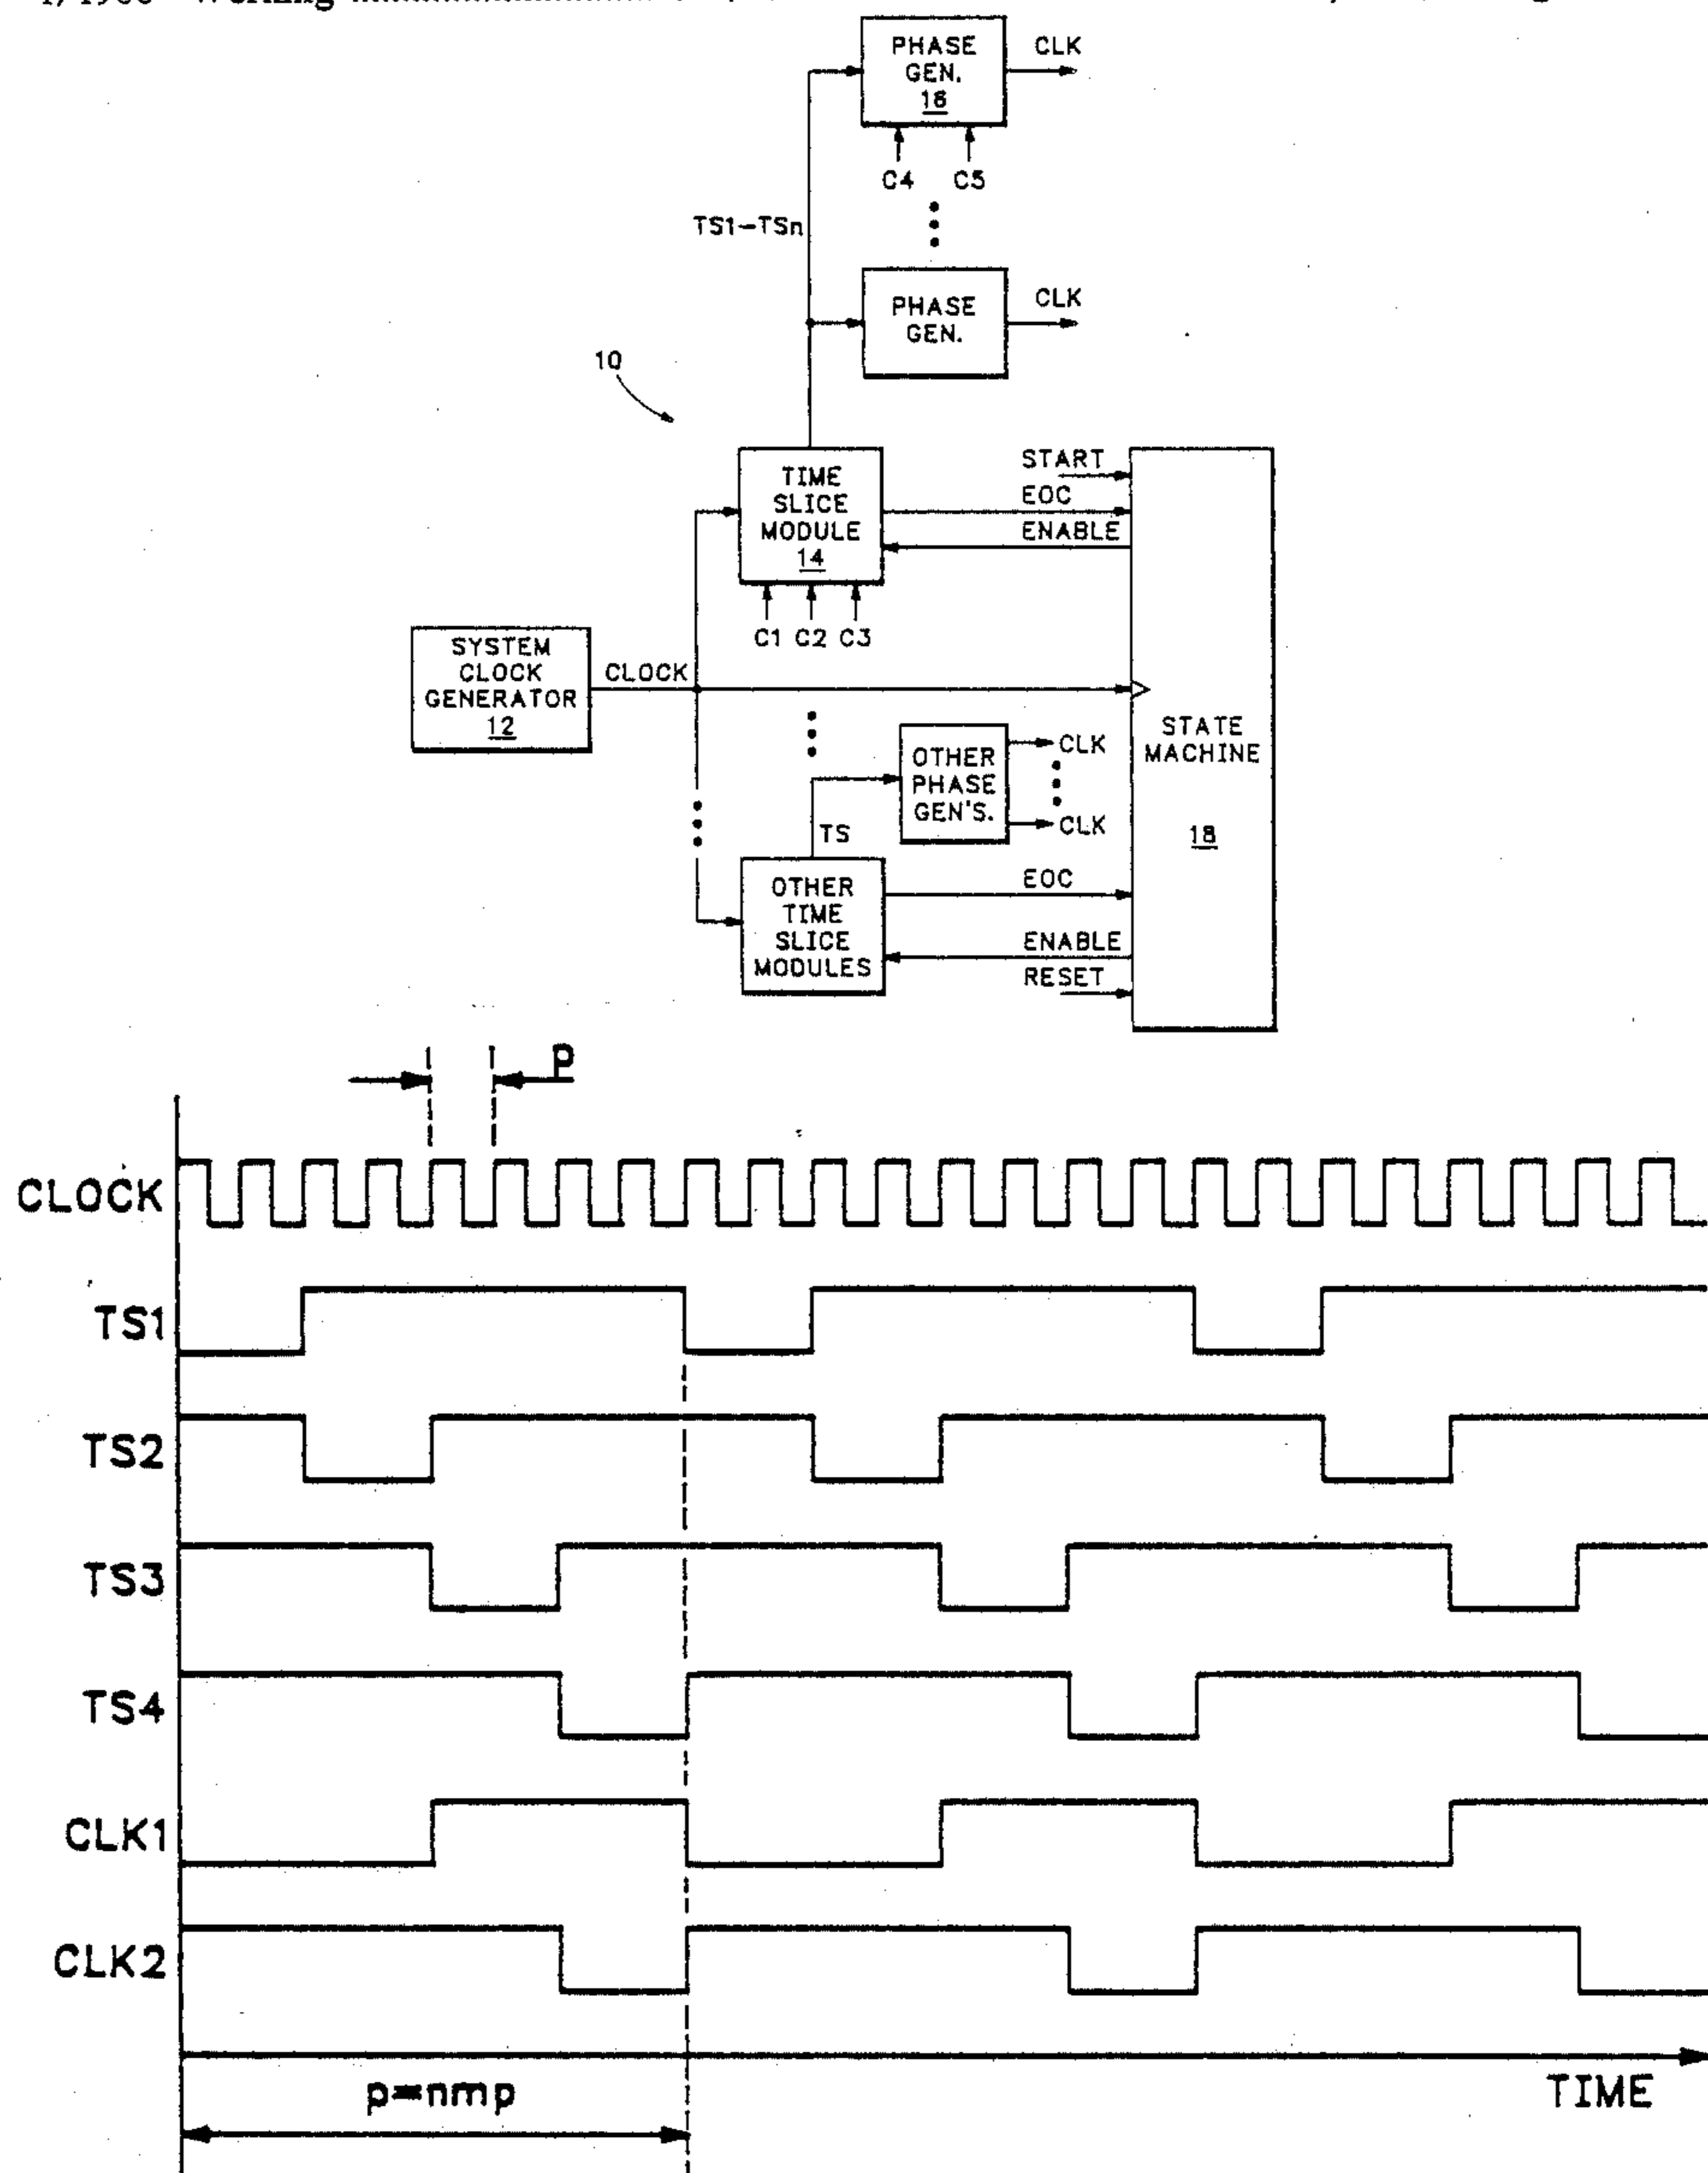 Working
PHASE
GEN.
16
CLK
C4 C5
TS1-TSn
PHASE
GEN.
CLK
10
TIME
SLICE
MODULE
14
START
EOC
ENABLE
C1 C2 C3
SYSTEM
CLOCK
GENERATOR
12
CLOCK
STATE
MACHINE
18
OTHER
PHASE
GEN'S.
CLK
CLK
TS
OTHER
TIME
SLICE
MODULES
EOC
ENABLE
RESET
P
CLOCK
TS1
TS2
TS3
TS4
CLK1
CLK2
p=nmp
TIME